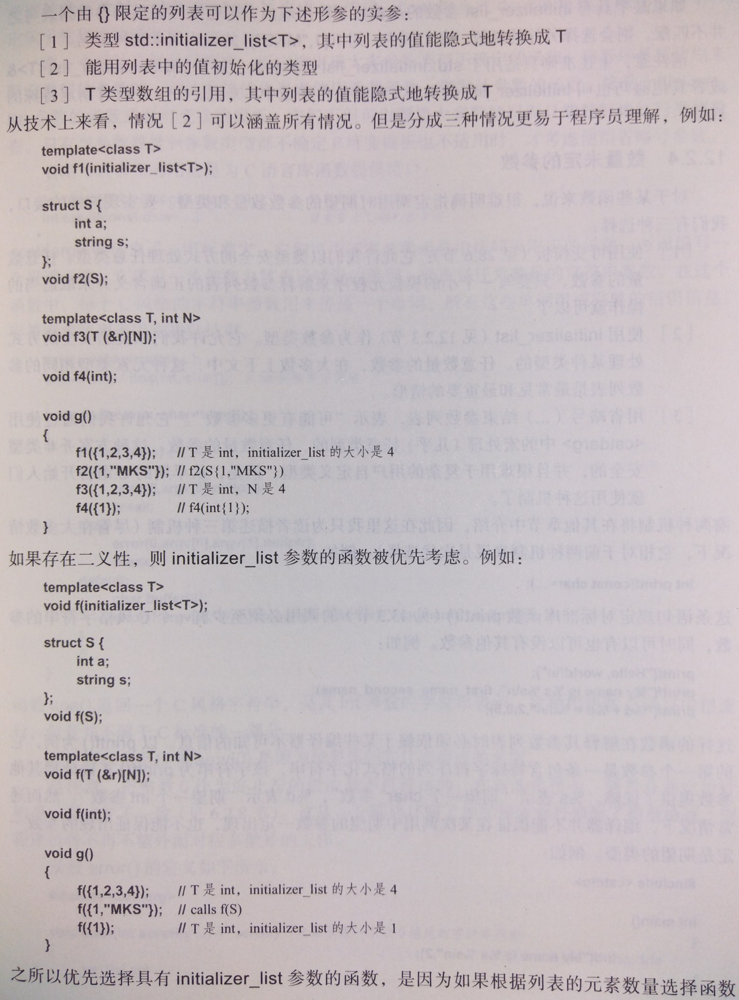 一个由 {} 限定的列表可以作为下述形参的实参：
［1］ 类型 std::initializer_list<T>，其中列表的值能隐式地转换成 T
［2］ 能用列表中的值初始化的类型
［3］ T 类型数组的引用，其中列表的值能隐式地转换成 T
从技术上来看，情况［2］可以涵盖所有情况。但是分成三种情况更易于程序员理解，例如：
template<class T>
void f1(initializer_list<T>);
struct S {
int a;
string s;
};
void f2(S);
template<class T, int N>
void f3(T (&r)[N]);
void f4(int);
void g()
{
f1({1,2,3,4}); // T 是 int，initializer_list 的大小是 4
f2({1,"MKS"}); // f2(S{1,"MKS"})
f3({1,2,3,4}); // T 是 int，N 是 4
f4({1}); // f4(int{1});
}
如果存在二义性，则 initializer_list 参数的函数被优先考虑。例如：
template<class T>
void f(initializer_list<T>);
struct S {
int a;
string s;
};
void f(S);
template<class T, int N>
void f(T (&r)[N]);
void f(int);
void g()
{
f({1,2,3,4}); // T 是 int，initializer_list 的大小是 4
f({1,"MKS"}); // calls f(S)
f({1}); // T 是 int，initializer_list 的大小是 1
}
之所以优先选择具有 initializer_list 参数的函数，是因为如果根据列表的元素数量选择函数